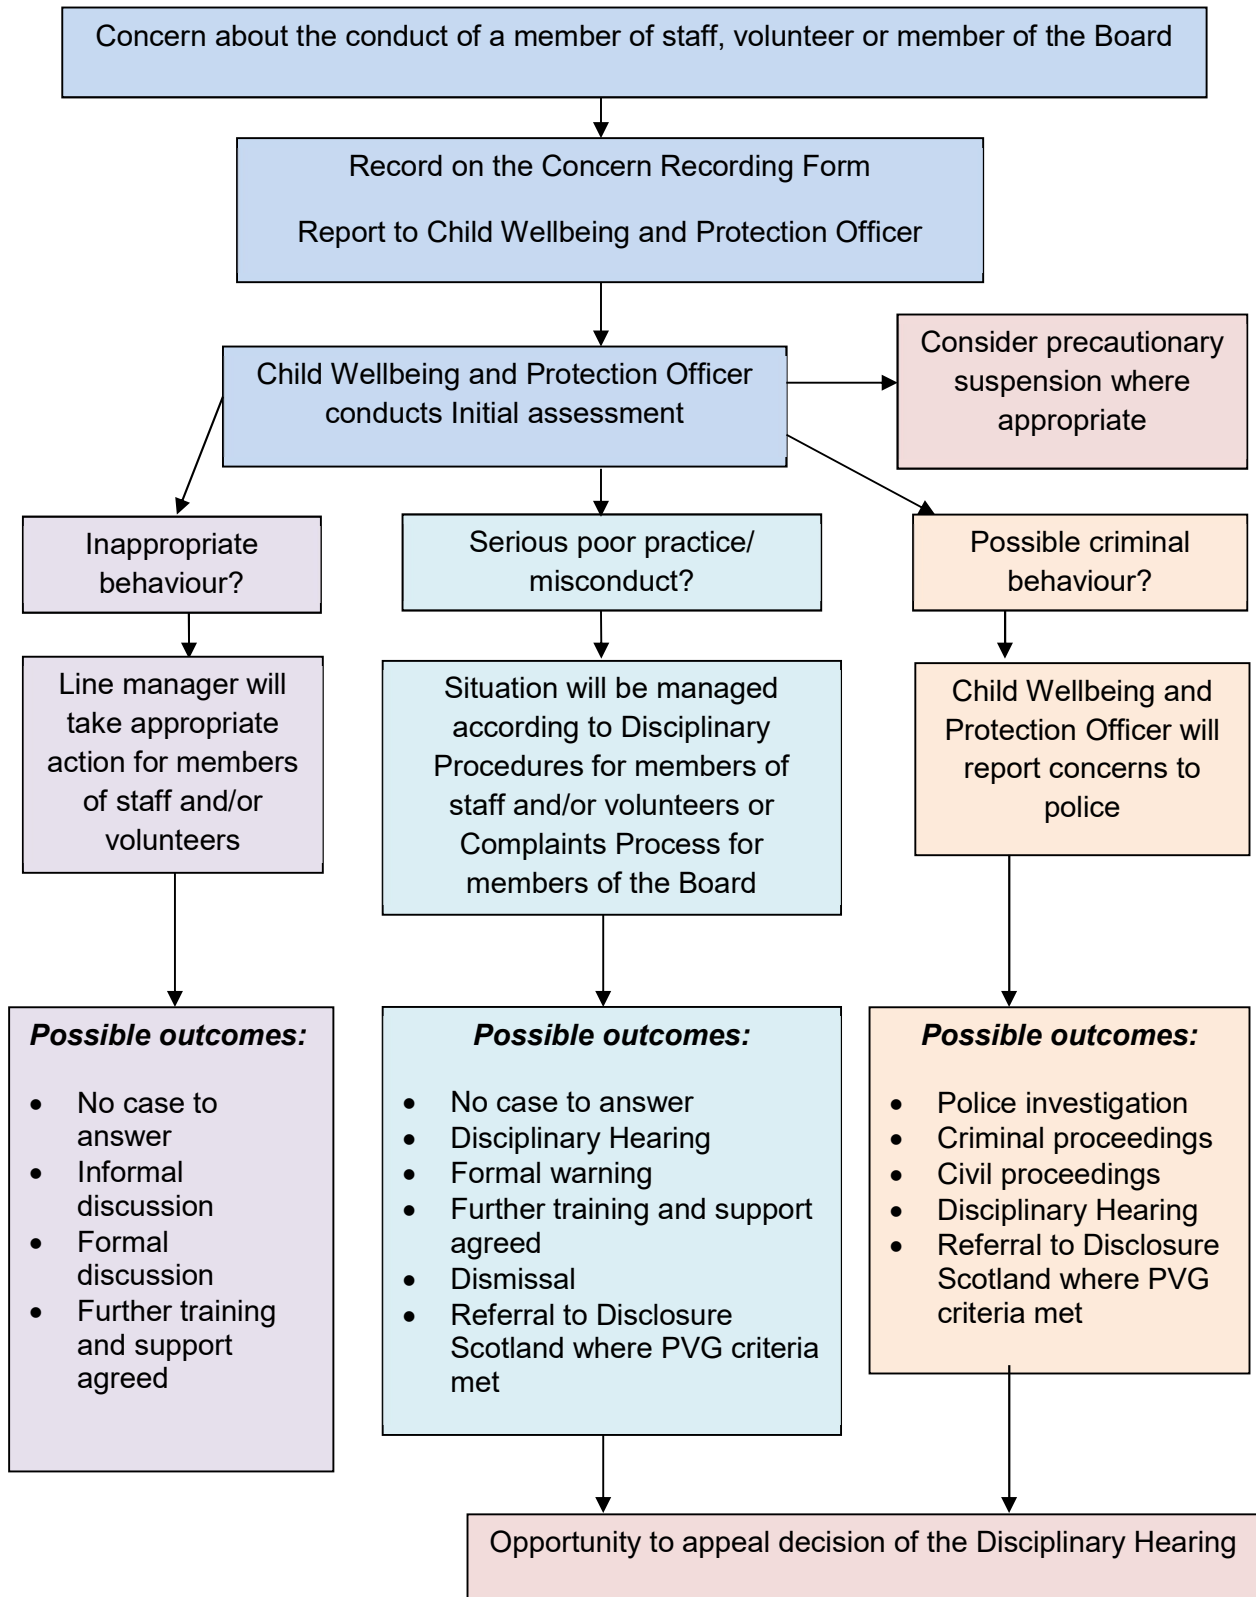 Concern about the conduct of a member of staff, volunteer or member of the Board
Record on the Concern Recording Form
Report to Child Wellbeing and Protection Officer
Child Wellbeing and Protection Officer
conducts Initial assessment
Consider precautionary
suspension where
appropriate
Inappropriate
behaviour?
Serious poor practice/
misconduct?
Possible criminal
behaviour?
Line manager will
take appropriate
action for members
of staff and/or
volunteers
Situation will be managed
according to Disciplinary
Procedures for members of
staff and/or volunteers or
Complaints Process for
members of the Board
Child Wellbeing and
Protection Officer will
report concerns to
police
Possible outcomes:
• No case to
answer
• Informal
discussion
• Formal
discussion
• Further training
and support
agreed
Possible outcomes:
• No case to answer
• Disciplinary Hearing
• Formal warning
• Further training and support
agreed
• Dismissal
• Referral to Disclosure
Scotland where PVG criteria
met
Possible outcomes:
• Police investigation
• Criminal proceedings
• Civil proceedings
• Disciplinary Hearing
• Referral to Disclosure
Scotland where PVG
criteria met
Opportunity to appeal decision of the Disciplinary Hearing